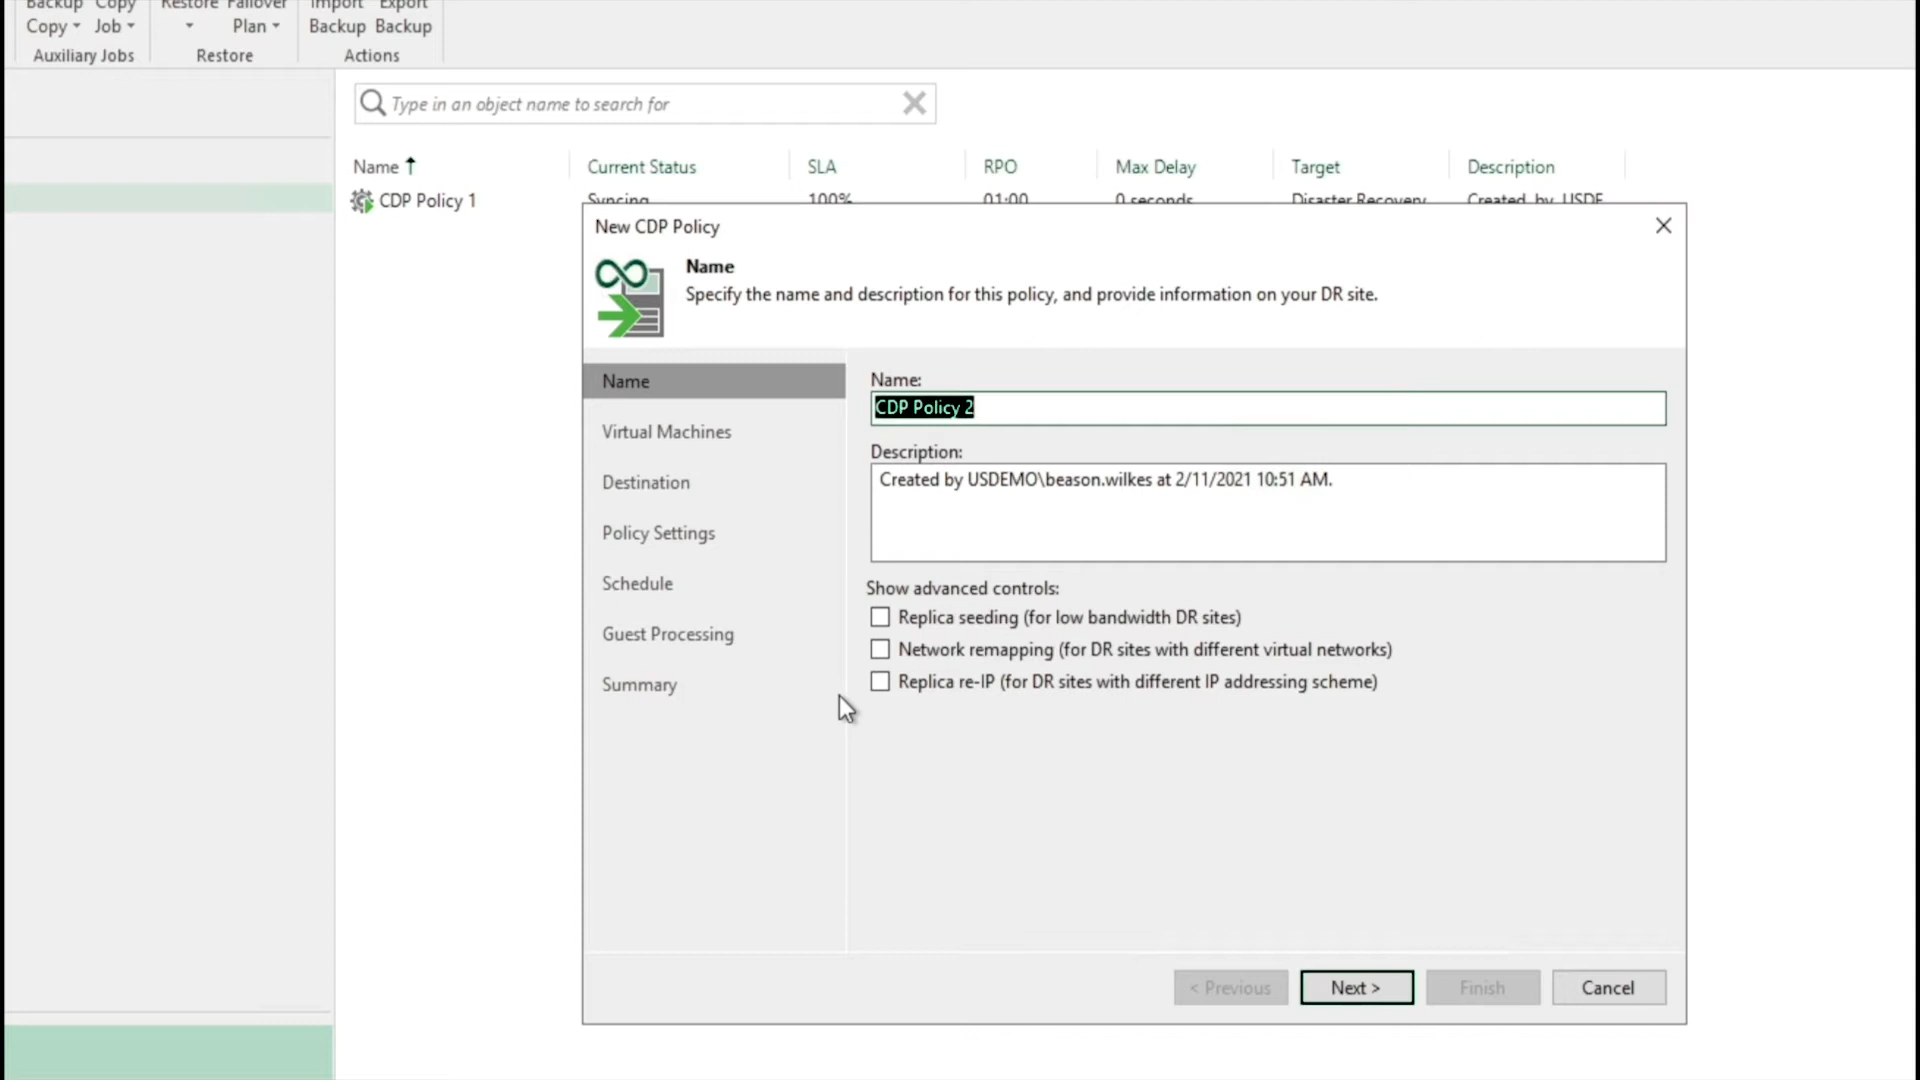 Backup Copy Restore Failover Import Export
Copy Job Plan Backup Backup
Auxiliary Jobs Restore Actions
Type in an object name to search for
Name Current Status SLA RPO Max Delay Target Description
CDP Policy 1 Syncing 100% 01:00 0 seconds Disaster Recovery Created by USDE
New CDP Policy
Name
Specify the name and description for this policy, and provide information on your DR site.
Name
Virtual Machines
Destination
Policy Settings
Schedule
Guest Processing
Summary
Name:
CDP Policy 2
Description:
Created by USDEMO\beason.wilkes at 2/11/2021 10:51 AM.
Show advanced controls:
Replica seeding (for low bandwidth DR sites)
Network remapping (for DR sites with different virtual networks)
Replica re-IP (for DR sites with different IP addressing scheme)
< Previous Next > Finish Cancel